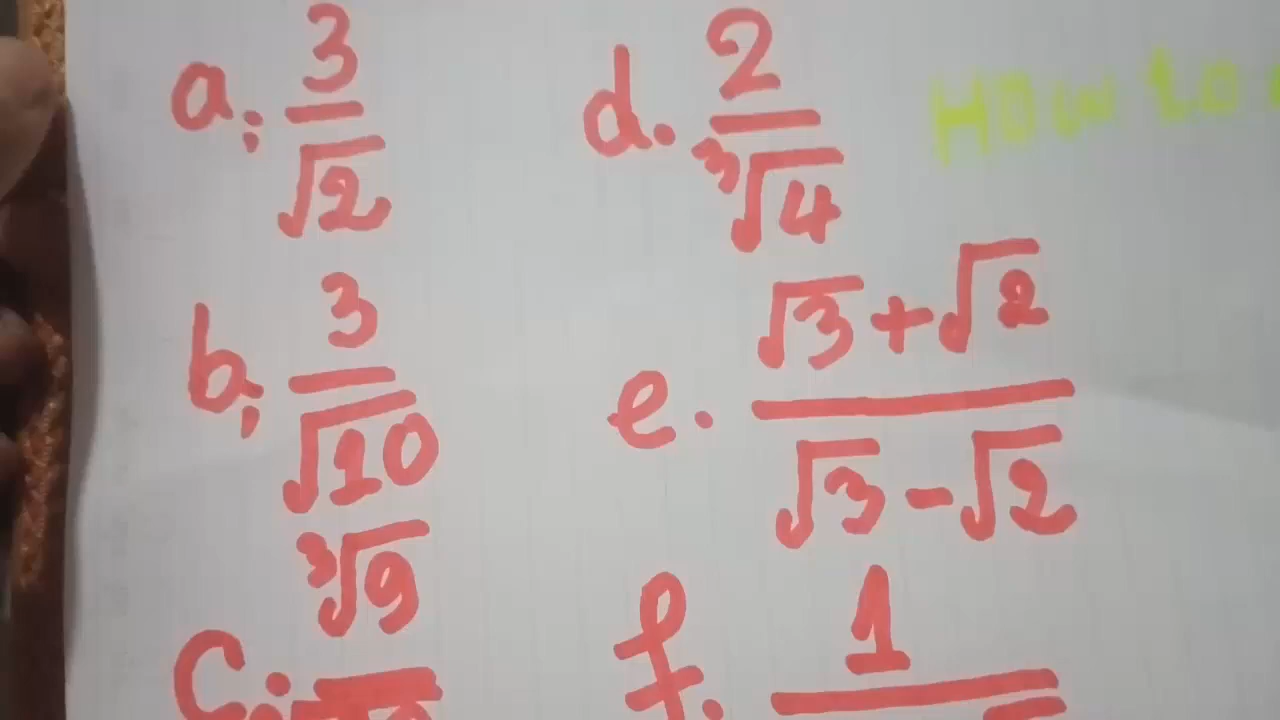 a; 3/√2
b; 3/√10
c. ∛9
d. 2/∛4
e. (√3+√2)/(√3-√2)
f. 1
How to